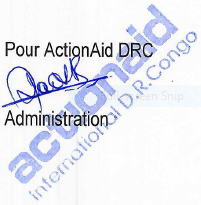 Pour ActionAid DRC
actionaid
international D.R.Congo
Administration